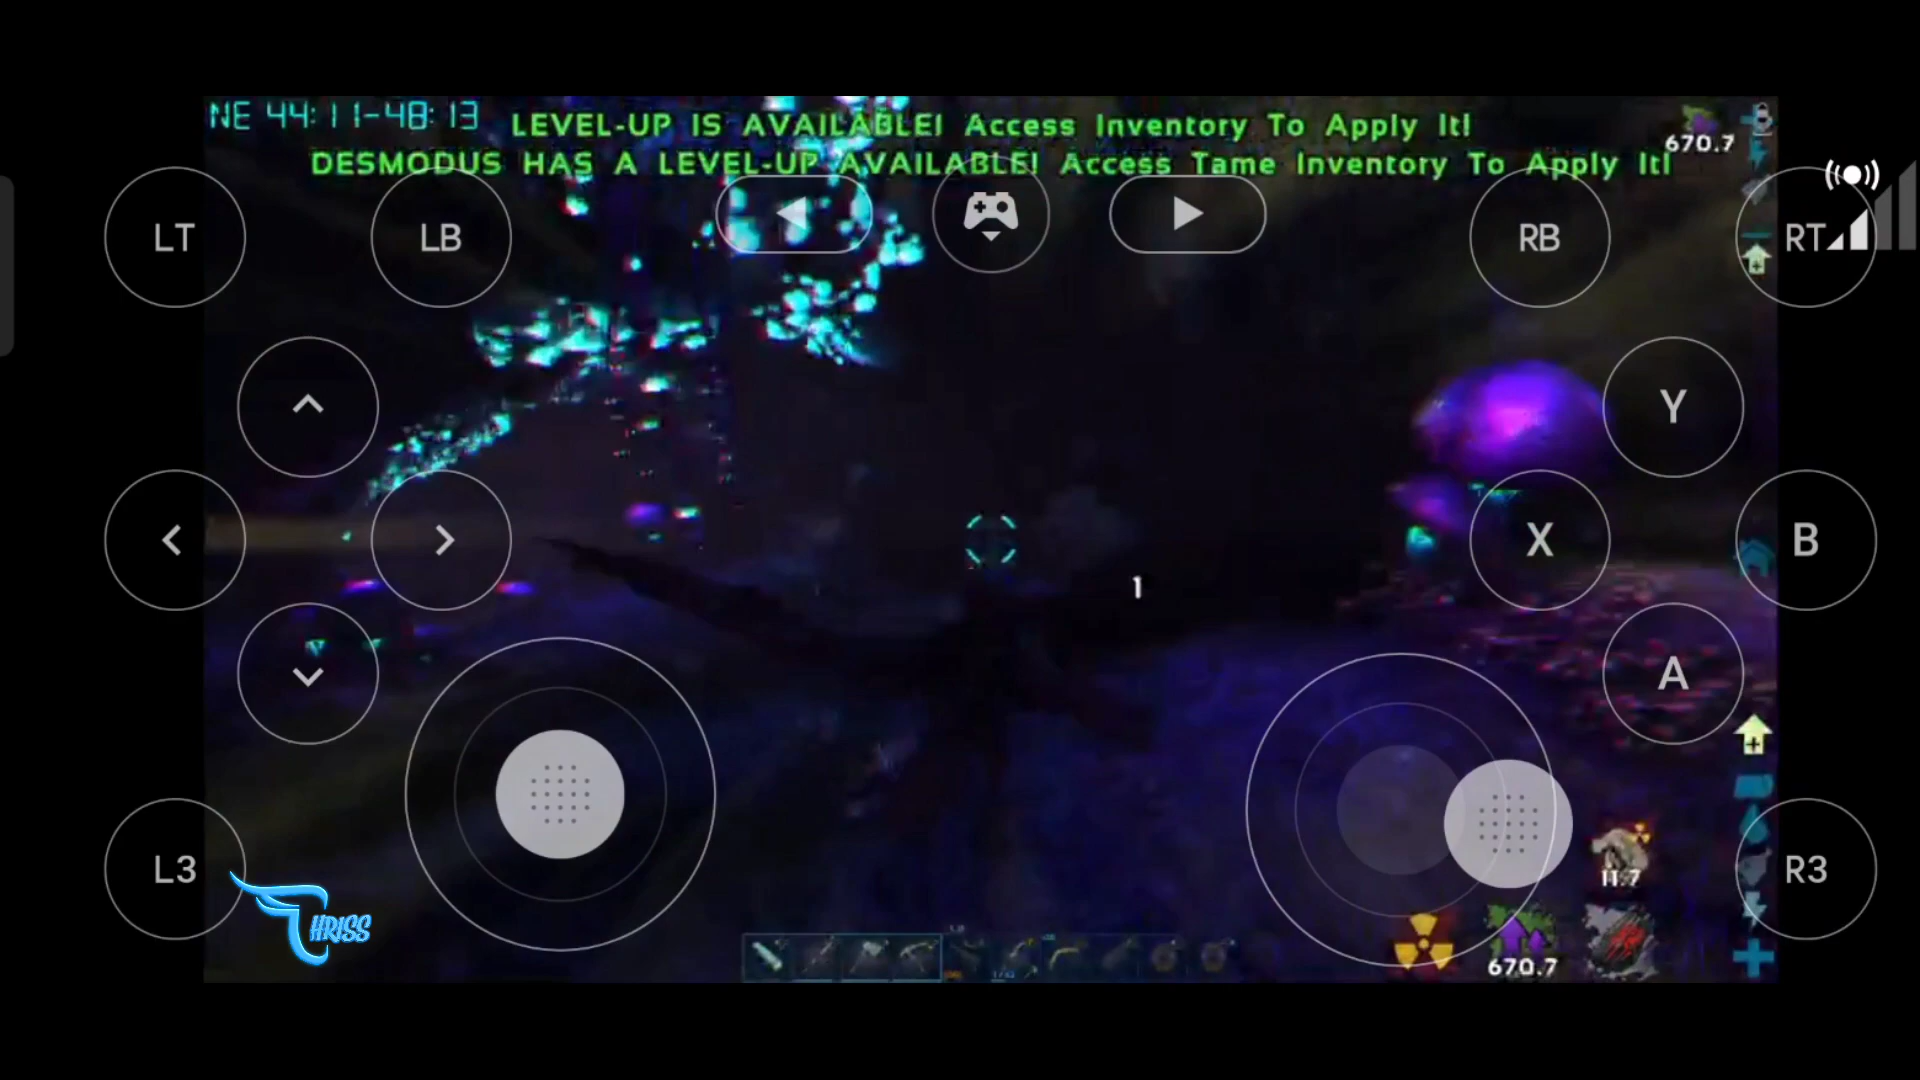 NE 44:11-48:13
LEVEL-UP IS AVAILABLE! Access Inventory To Apply It!
DESMODUS HAS A LEVEL-UP AVAILABLE! Access Tame Inventory To Apply It!
670.7
LT
LB
RB
RT
Y
X
B
1
A
L3
R3
THRISS
11.7
670.7